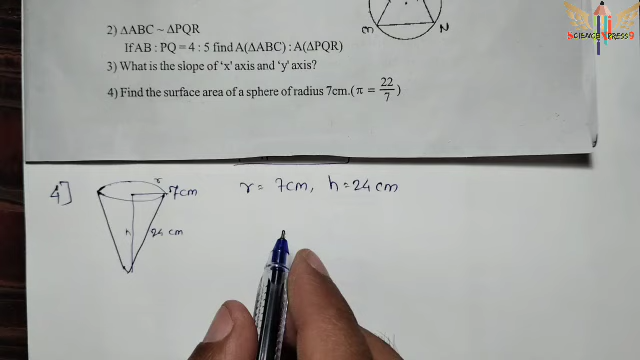 SCIENCE XPRESS 9
2) ΔABC ~ ΔPQR
If AB : PQ = 4 : 5 find A(ΔABC) : A(ΔPQR)
3) What is the slope of 'x' axis and 'y' axis?
4) Find the surface area of a sphere of radius 7cm.(π = 22/7)
M N
4] r 7cm r = 7cm, h = 24 cm
h 24 cm